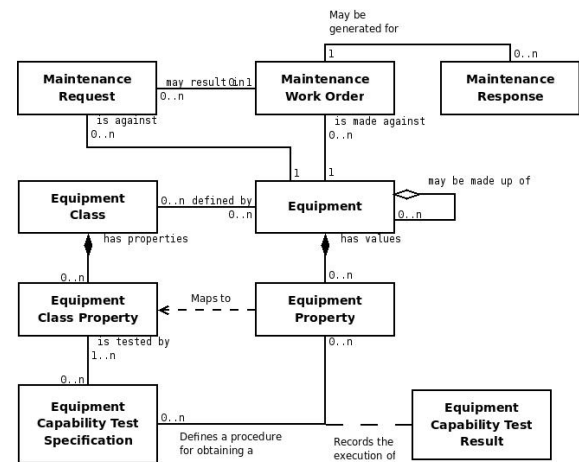 May be
generated for
1
0..n
Maintenance
Request
0..n
may result in
0..1
Maintenance
Work Order
Maintenance
Response
is against
0..n
is made against
0..n
1
1
Equipment
Class
0..n defined by
0..n
Equipment
may be made up of
0..n
has properties
has values
0..n
0..n
Equipment
Class Property
Maps to
Equipment
Property
is tested by
1..n
0..n
0..n
0..n
Equipment
Capability Test
Specification
Defines a procedure
for obtaining a
Records the
execution of
Equipment
Capability Test
Result